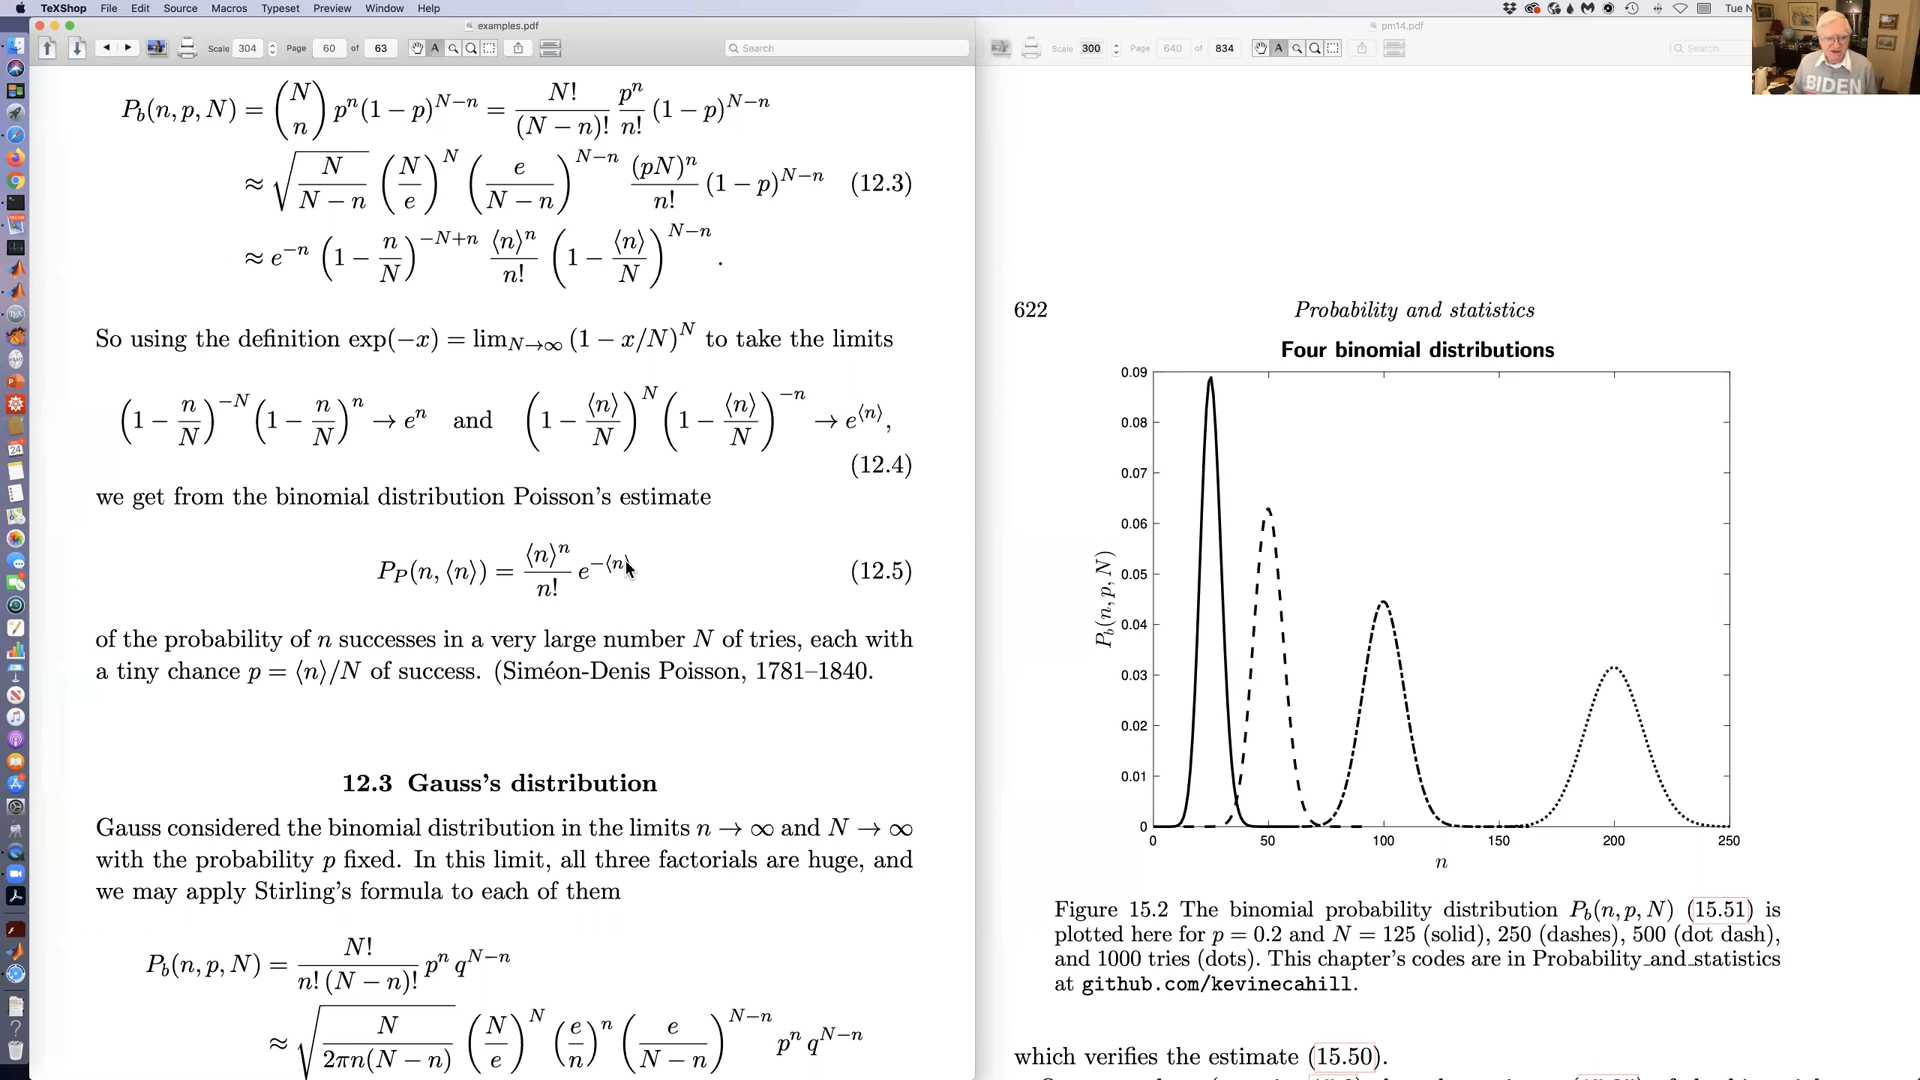 TeXShop File Edit Source Macros Typeset Preview Window Help Tue N
examples.pdf
Scale 304 Page 60 of 63 Search
P_b(n, p, N) = \binom{N}{n} p^n (1 − p)^{N−n} = \frac{N!}{(N − n)!} \frac{p^n}{n!} (1 − p)^{N−n}
≈ \sqrt{\frac{N}{N − n}} \left(\frac{N}{e}\right)^N \left(\frac{e}{N − n}\right)^{N−n} \frac{(pN)^n}{n!} (1 − p)^{N−n} (12.3)
≈ e^{−n} \left(1 − \frac{n}{N}\right)^{−N+n} \frac{⟨n⟩^n}{n!} \left(1 − \frac{⟨n⟩}{N}\right)^{N−n} .
So using the definition exp(−x) = lim_{N→∞} (1 − x/N)^N to take the limits
\left(1 − \frac{n}{N}\right)^{−N} \left(1 − \frac{n}{N}\right)^n → e^n and \left(1 − \frac{⟨n⟩}{N}\right)^N \left(1 − \frac{⟨n⟩}{N}\right)^{−n} → e^{⟨n⟩},
(12.4)
we get from the binomial distribution Poisson's estimate
P_P(n, ⟨n⟩) = \frac{⟨n⟩^n}{n!} e^{−⟨n⟩} (12.5)
of the probability of n successes in a very large number N of tries, each with
a tiny chance p = ⟨n⟩/N of success. (Siméon-Denis Poisson, 1781–1840.
12.3 Gauss's distribution
Gauss considered the binomial distribution in the limits n → ∞ and N → ∞
with the probability p fixed. In this limit, all three factorials are huge, and
we may apply Stirling's formula to each of them
P_b(n, p, N) = \frac{N!}{n! (N − n)!} p^n q^{N−n}
≈ \sqrt{\frac{N}{2πn(N − n)}} \left(\frac{N}{e}\right)^N \left(\frac{e}{n}\right)^n \left(\frac{e}{N − n}\right)^{N−n} p^n q^{N−n}
pm14.pdf
Scale 300 Page 640 of 834 Search
BIDEN
622 Probability and statistics
Four binomial distributions
0.09
0.08
0.07
0.06
0.05
0.04
0.03
0.02
0.01
0
P_b(n, p, N)
0 50 100 150 200 250
n
Figure 15.2 The binomial probability distribution P_b(n, p, N) (15.51) is
plotted here for p = 0.2 and N = 125 (solid), 250 (dashes), 500 (dot dash),
and 1000 tries (dots). This chapter's codes are in Probability_and_statistics
at github.com/kevinecahill.
which verifies the estimate (15.50).